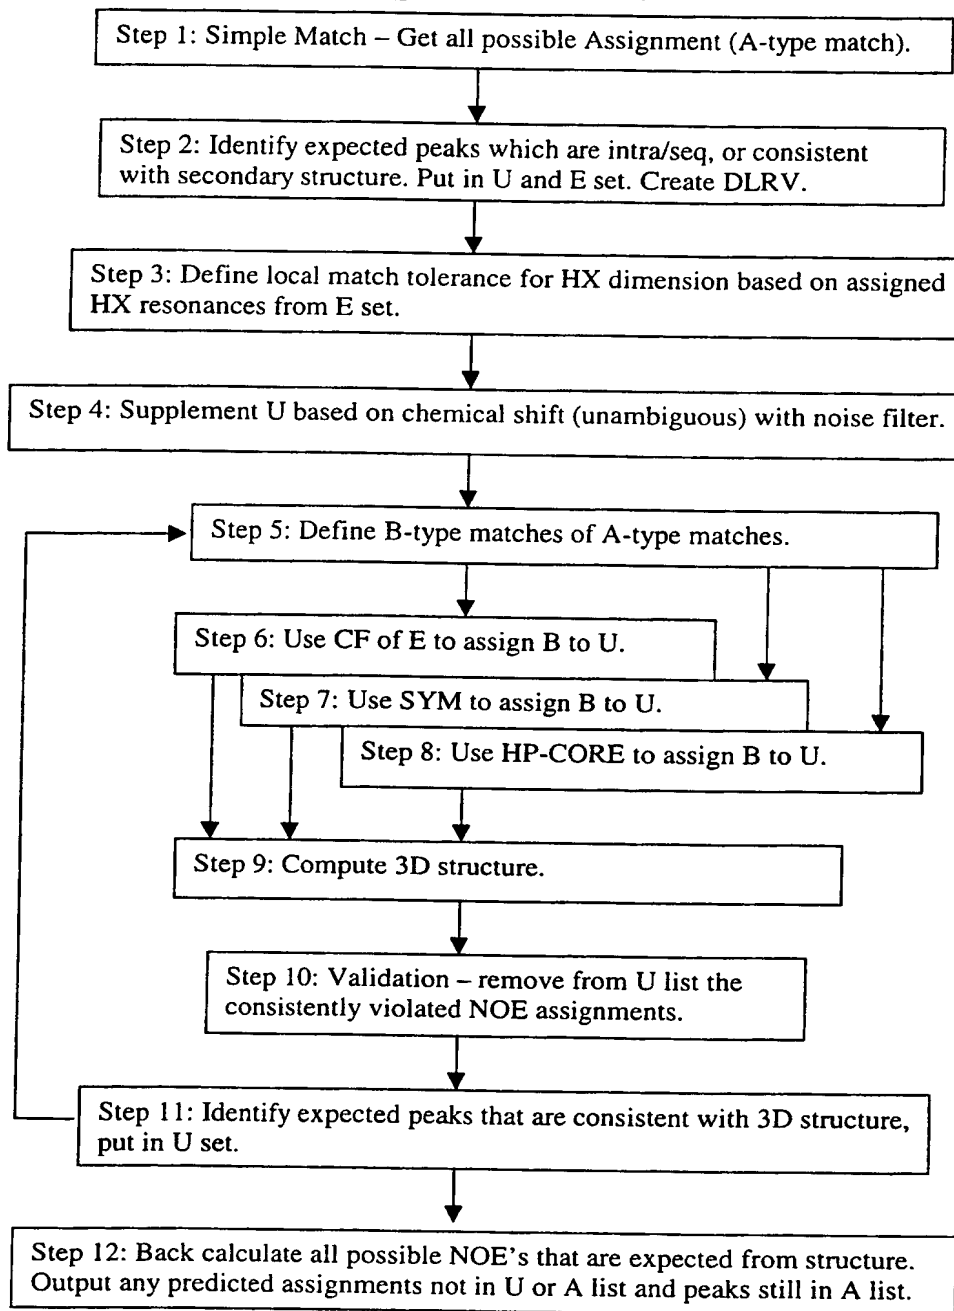 Step 1: Simple Match – Get all possible Assignment (A-type match).
Step 2: Identify expected peaks which are intra/seq, or consistent
with secondary structure. Put in U and E set. Create DLRV.
Step 3: Define local match tolerance for HX dimension based on assigned
HX resonances from E set.
Step 4: Supplement U based on chemical shift (unambiguous) with noise filter.
Step 5: Define B-type matches of A-type matches.
Step 6: Use CF of E to assign B to U.
Step 7: Use SYM to assign B to U.
Step 8: Use HP-CORE to assign B to U.
Step 9: Compute 3D structure.
Step 10: Validation – remove from U list the
consistently violated NOE assignments.
Step 11: Identify expected peaks that are consistent with 3D structure,
put in U set.
Step 12: Back calculate all possible NOE's that are expected from structure.
Output any predicted assignments not in U or A list and peaks still in A list.